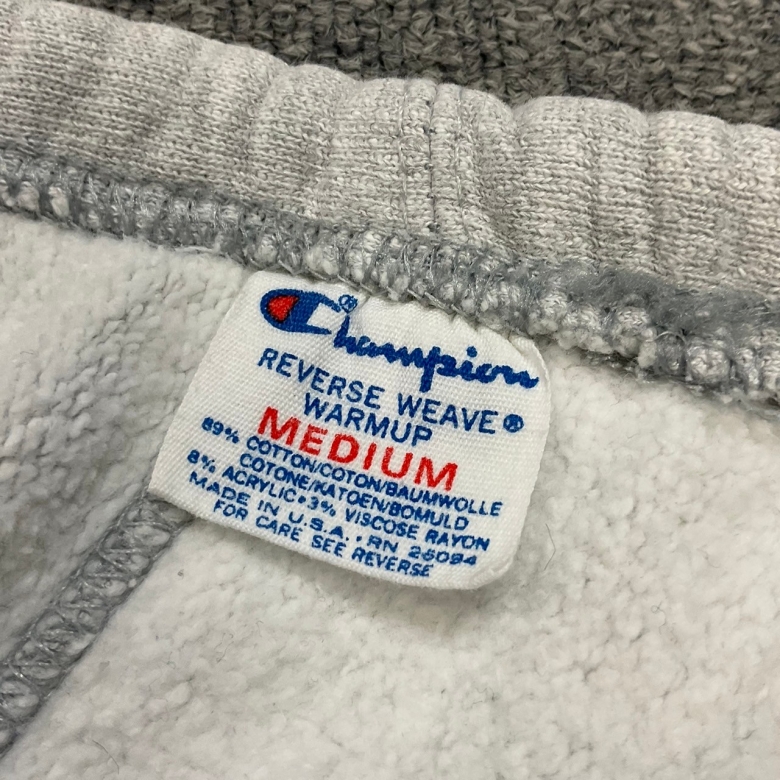 Champion®
REVERSE WEAVE®
WARMUP
MEDIUM
89% COTTON/COTON/BAUMWOLLE
COTONE/KATOEN/BOMULD
8% ACRYLIC•3% VISCOSE RAYON
MADE IN U.S.A.•RN 26094
FOR CARE SEE REVERSE